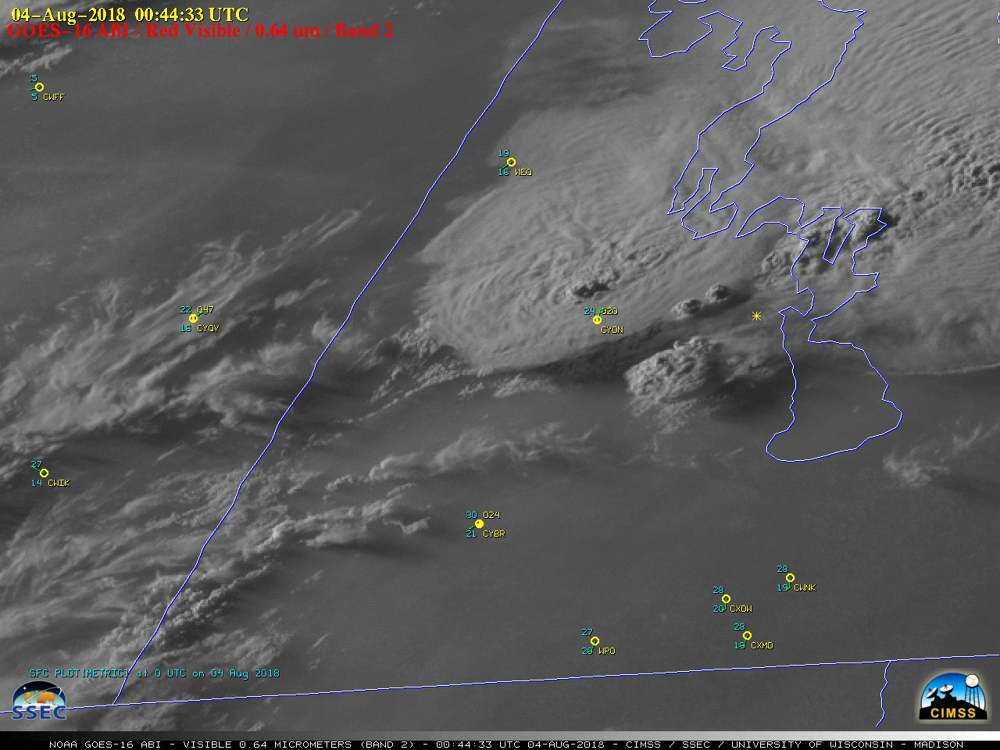 04-Aug-2018 00:44:33 UTC
GOES-16 ABI / Red Visible / 0.64 um / Band 2
5
5 CWFF
19
16 WEQ
22 047
18 CYQV
24 020
CYDN
27
14 CWIK
30 024
21 CYBR
28
19 CWNK
28
20 CXDW
28
19 CXMD
27
26 WPO
SFC PLOT[METRIC] at 0 UTC on 04 Aug 2018
SSEC
CIMSS
NOAA GOES-16 ABI - VISIBLE 0.64 MICROMETERS (BAND 2) - 00:44:33 UTC 04-AUG-2018 - CIMSS / SSEC / UNIVERSITY OF WISCONSIN - MADISON